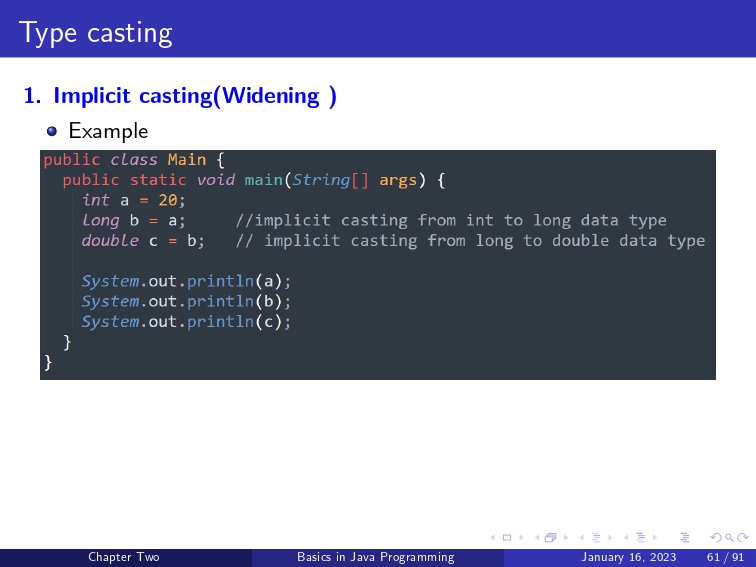 Type casting
1. Implicit casting(Widening )
Example
public class Main {
  public static void main(String[] args) {
    int a = 20;
    long b = a;     //implicit casting from int to long data type
    double c = b;   // implicit casting from long to double data type
    System.out.println(a);
    System.out.println(b);
    System.out.println(c);
  }
}
Chapter Two Basics in Java Programming January 16, 2023 61 / 91